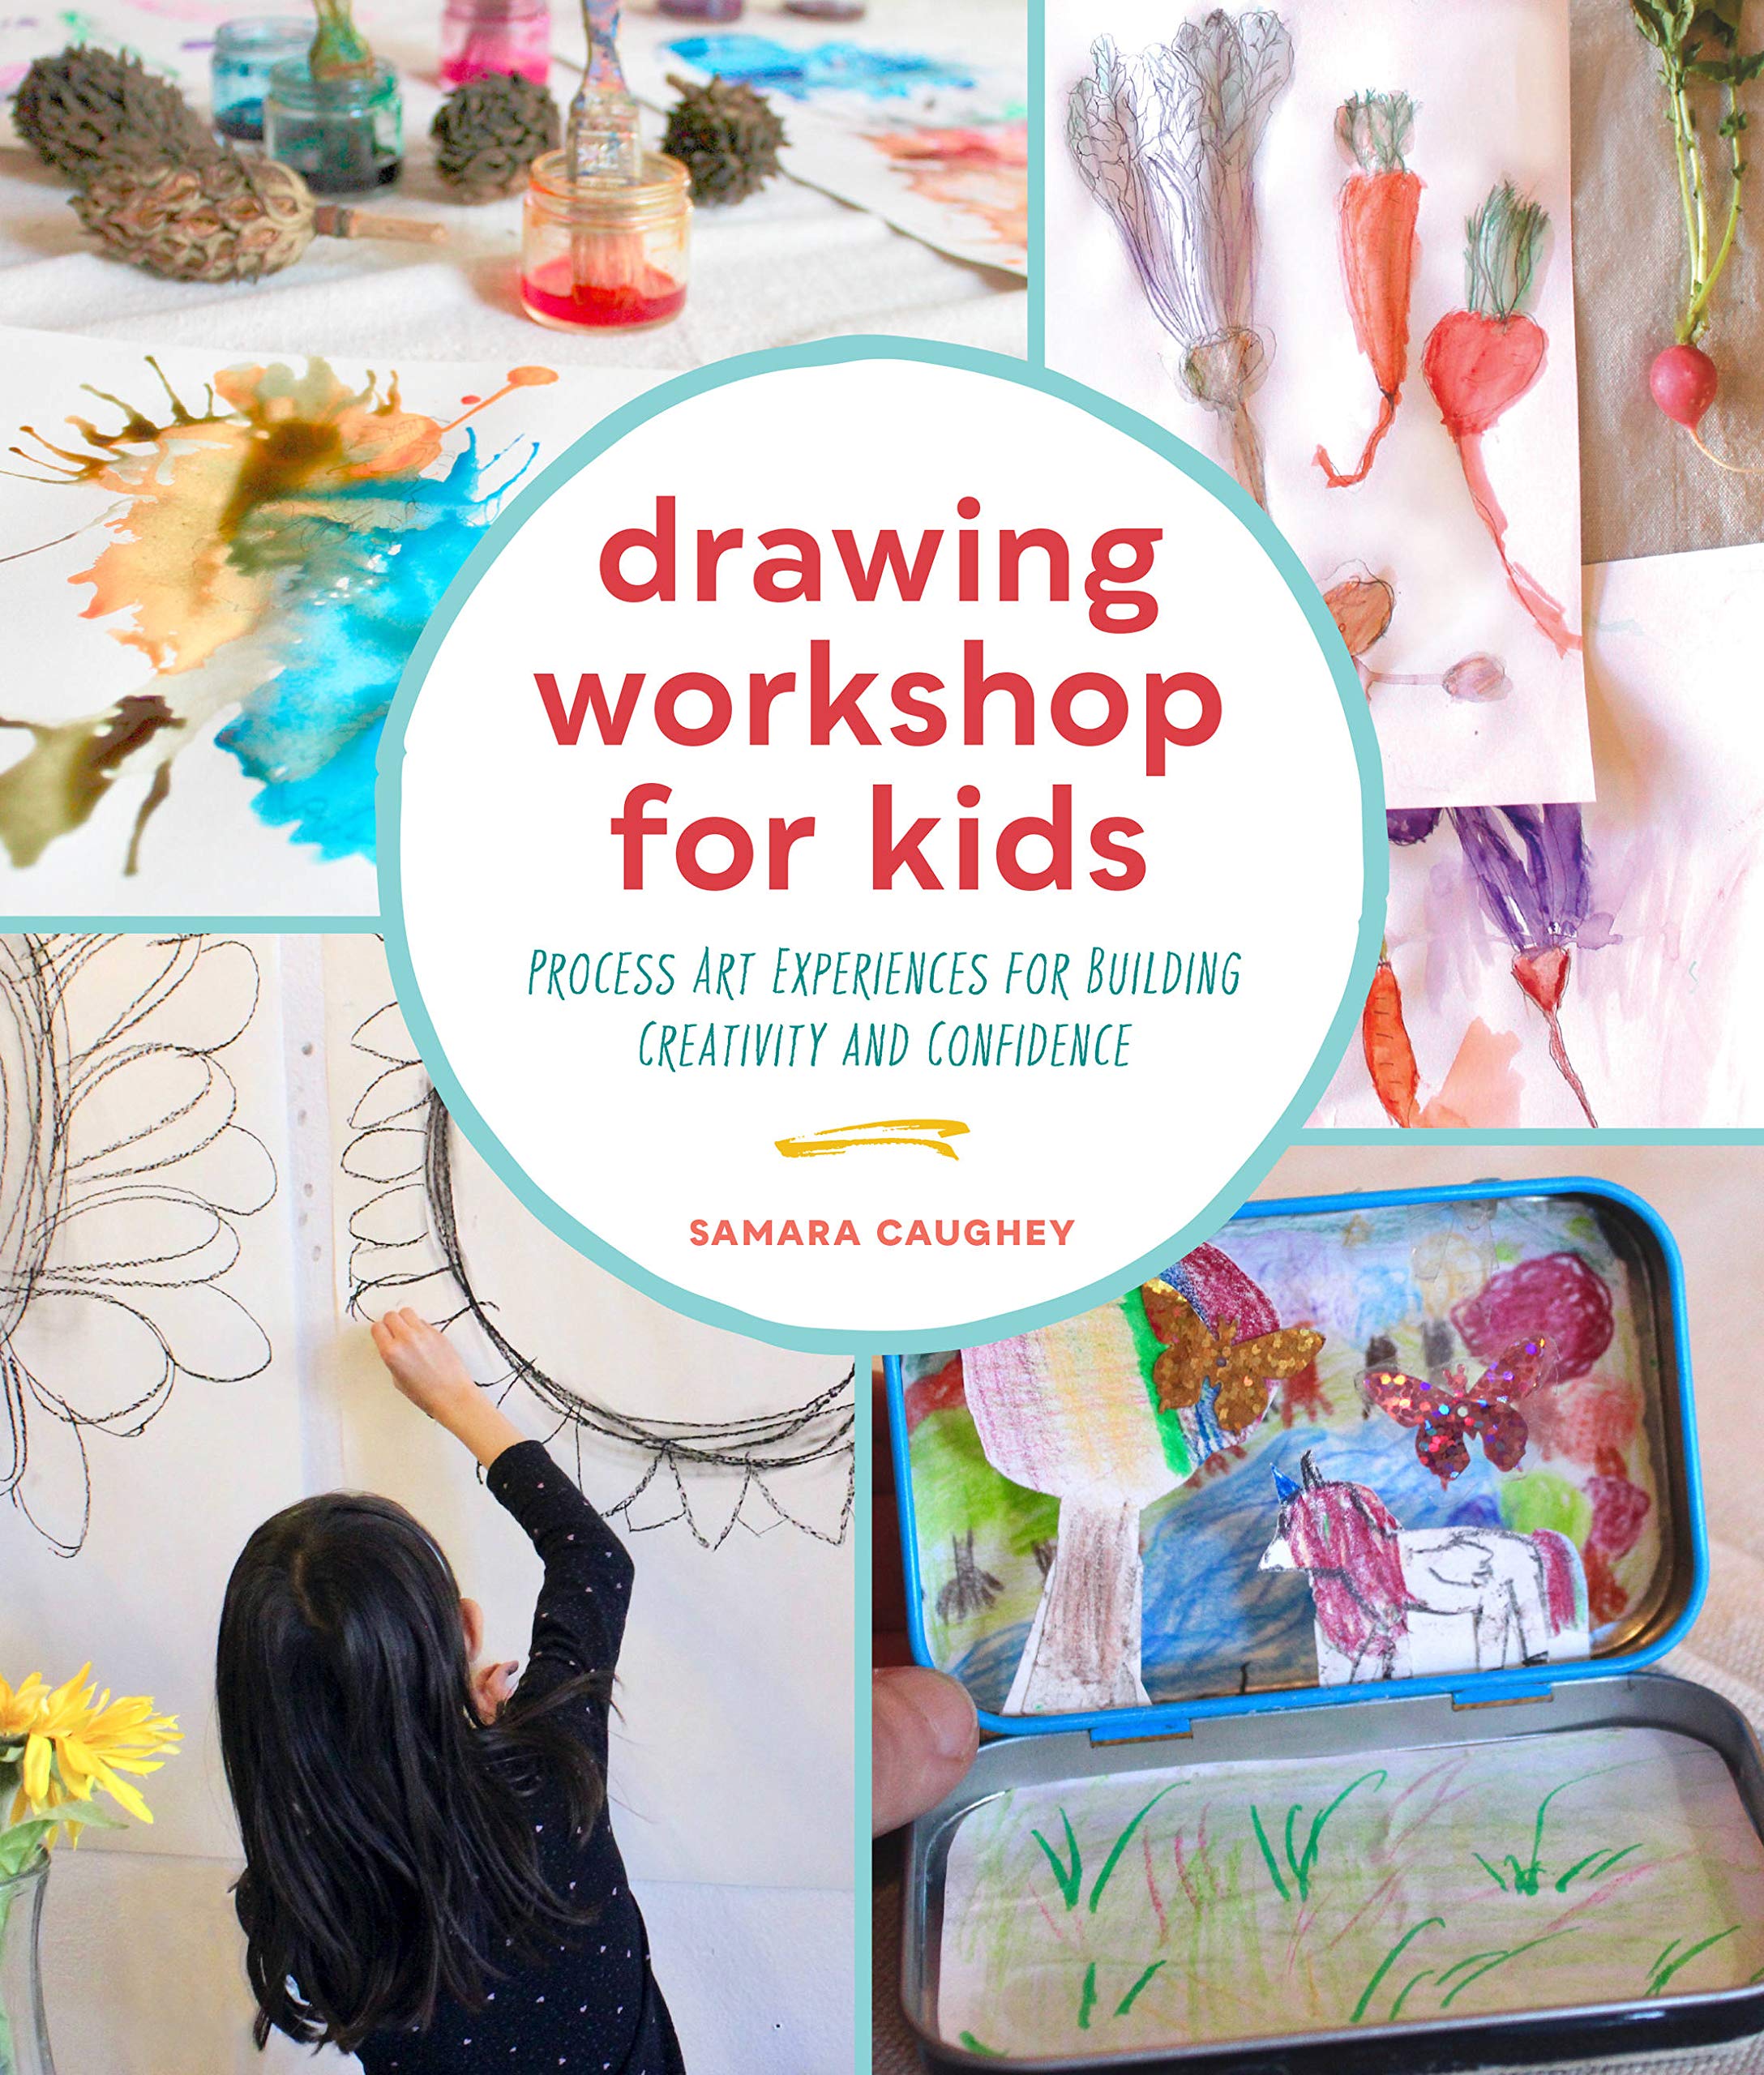 drawing
workshop
for kids
PROCESS ART EXPERIENCES FOR BUILDING
CREATIVITY AND CONFIDENCE
SAMARA CAUGHEY